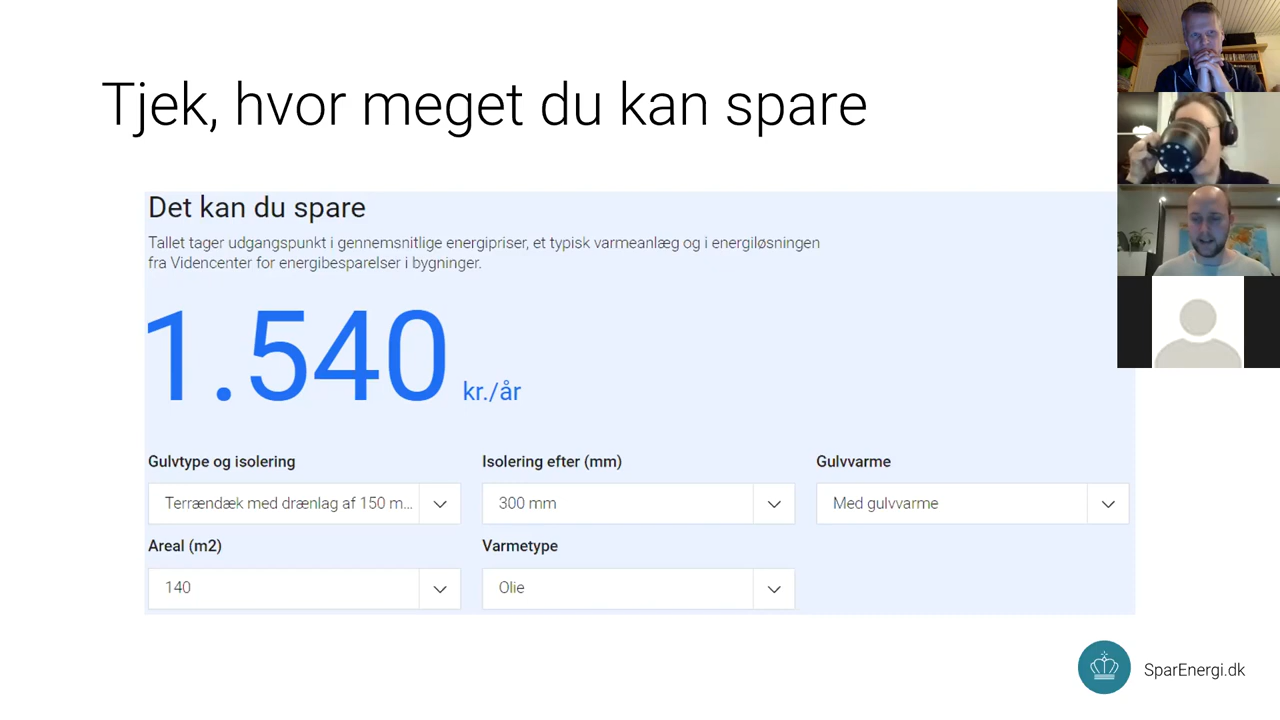 Tjek, hvor meget du kan spare
Det kan du spare
Tallet tager udgangspunkt i gennemsnitlige energipriser, et typisk varmeanlæg og i energiløsningen
fra Videncenter for energibesparelser i bygninger.
1.540 kr./år
Gulvtype og isolering Isolering efter (mm) Gulvvarme
Terrændæk med drænlag af 150 m... 300 mm Med gulvvarme
Areal (m2) Varmetype
140 Olie
SparEnergi.dk